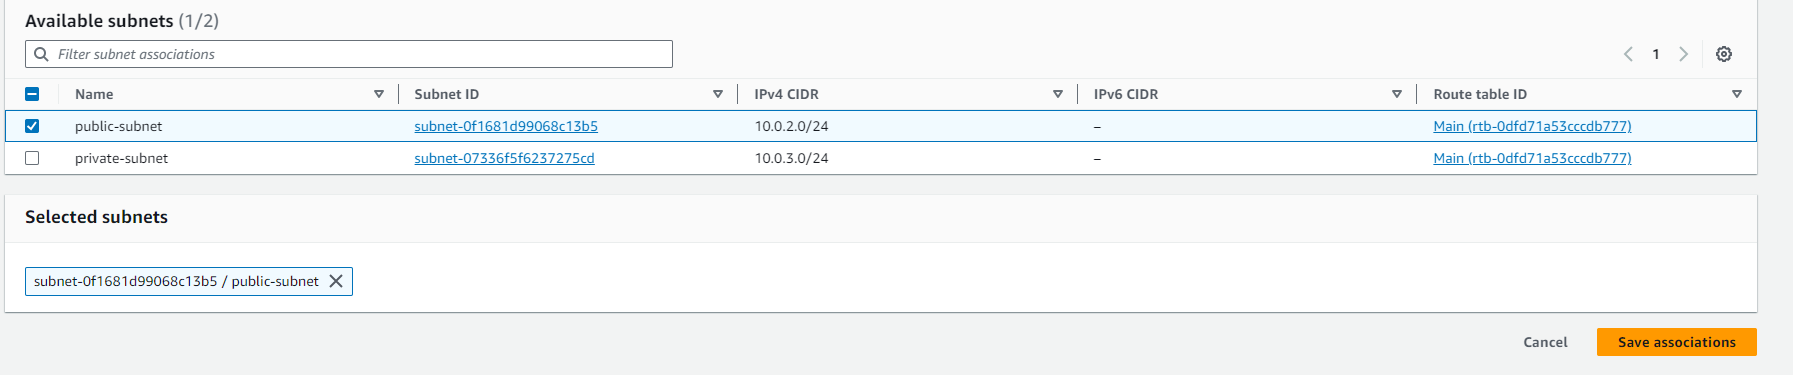 Available subnets (1/2)
Filter subnet associations
1
Name Subnet ID IPv4 CIDR IPv6 CIDR Route table ID
public-subnet subnet-0f1681d99068c13b5 10.0.2.0/24 – Main (rtb-0dfd71a53cccdb777)
private-subnet subnet-07336f5f6237275cd 10.0.3.0/24 – Main (rtb-0dfd71a53cccdb777)
Selected subnets
subnet-0f1681d99068c13b5 / public-subnet
Cancel Save associations